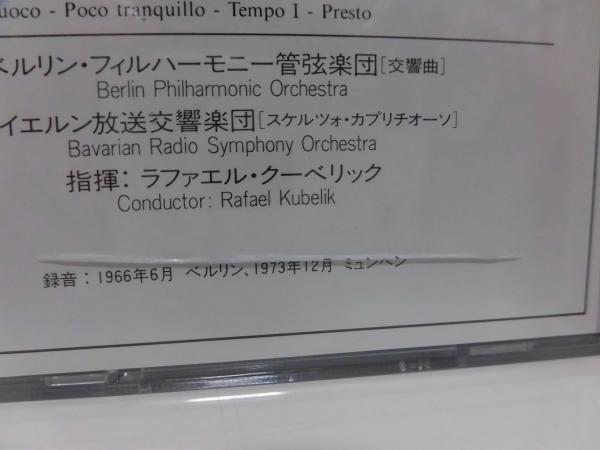 uoco - Poco tranquillo - Tempo I - Presto
ベルリン・フィルハーモニー管弦楽団[交響曲]
Berlin Philharmonic Orchestra
イエルン放送交響楽団[スケルツォ・カプリチオーソ]
Bavarian Radio Symphony Orchestra
指揮：ラファエル・クーベリック
Conductor: Rafael Kubelik
録音：1966年6月 ベルリン、1973年12月 ミュンヘン